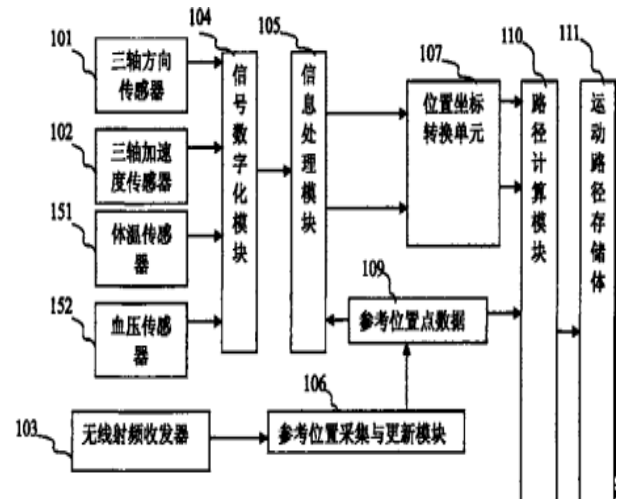 101
三轴方向
传感器
102
三轴加速
度传感器
151
体温传感
器
152
血压传感
器
103
无线射频收发器
104
信号数字化模块
105
信息处理模块
106
参考位置采集与更新模块
107
位置坐标
转换单元
109
参考位置点数据
110
路径计算模块
111
运动路径存储体